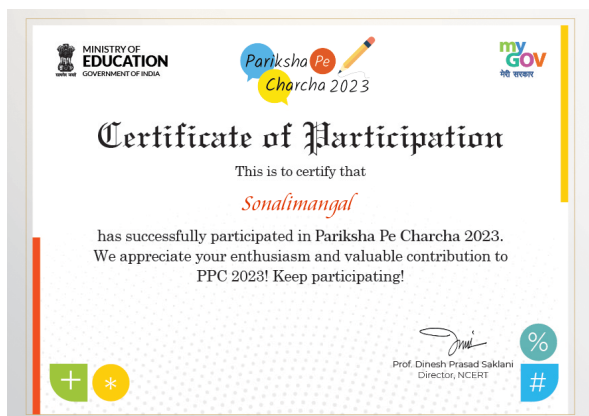 MINISTRY OF
EDUCATION
GOVERNMENT OF INDIA
Pariksha Pe
Charcha 2023
my
GOV
मेरी सरकार
Certificate of Participation
This is to certify that
Sonalimangal
has successfully participated in Pariksha Pe Charcha 2023.
We appreciate your enthusiasm and valuable contribution to
PPC 2023! Keep participating!
Prof. Dinesh Prasad Saklani
Director, NCERT
%
+
*
#